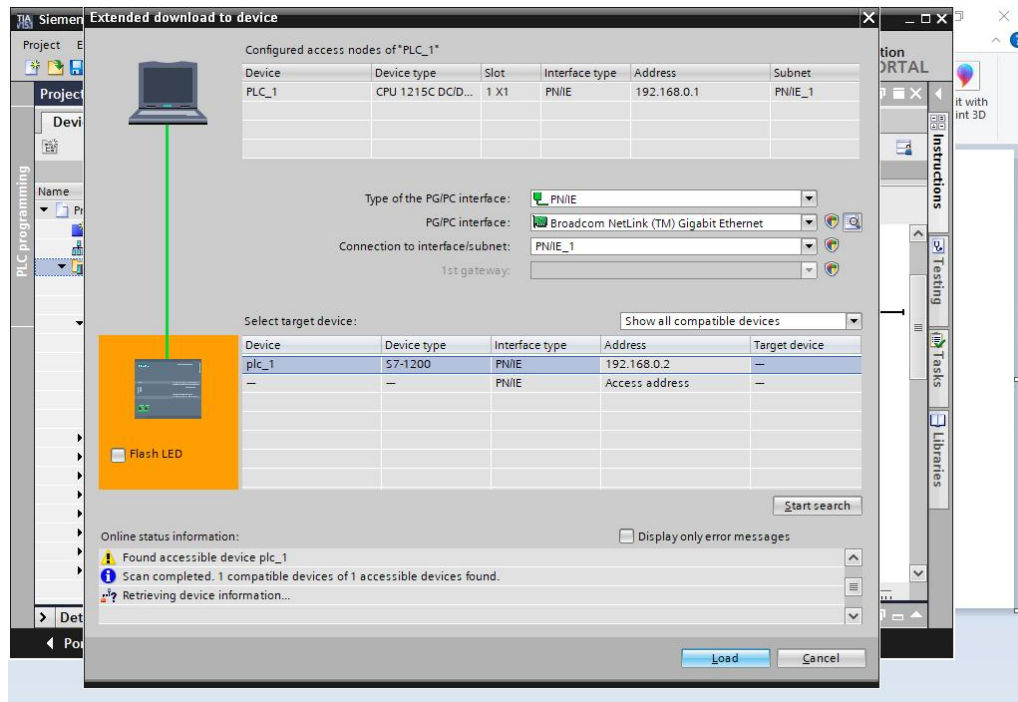 Siemen
Extended download to device
Project E
tion
ORTAL
it with
int 3D
Project
Devi
PLC programming
Name
Pr
Det
Por
Configured access nodes of "PLC_1"
Device Device type Slot Interface type Address Subnet
PLC_1 CPU 1215C DC/D... 1 X1 PN/IE 192.168.0.1 PN/IE_1
Type of the PG/PC interface: PN/IE
PG/PC interface: Broadcom NetLink (TM) Gigabit Ethernet
Connection to interface/subnet: PN/IE_1
1st gateway:
Select target device: Show all compatible devices
Device Device type Interface type Address Target device
plc_1 S7-1200 PN/IE 192.168.0.2 —
— — PN/IE Access address —
Flash LED
Start search
Online status information: Display only error messages
Found accessible device plc_1
Scan completed. 1 compatible devices of 1 accessible devices found.
Retrieving device information...
Load Cancel
Instructions
Testing
Tasks
Libraries